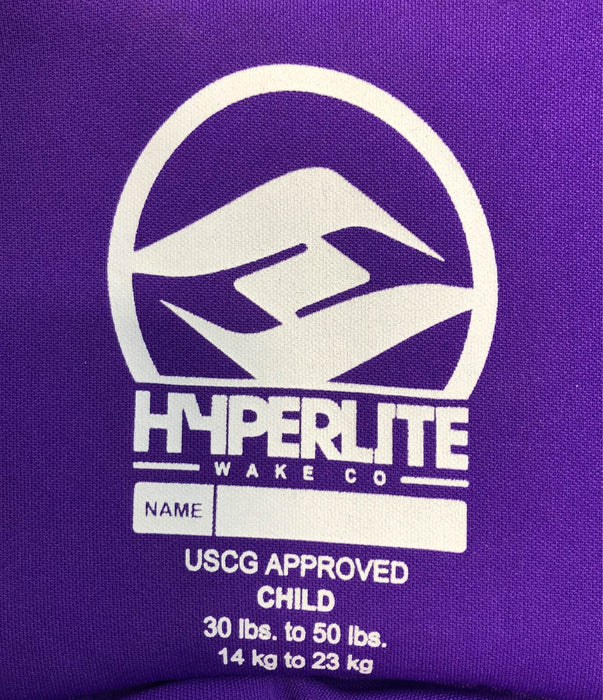 HYPERLITE
WAKE CO
NAME
USCG APPROVED
CHILD
30 lbs. to 50 lbs.
14 kg to 23 kg